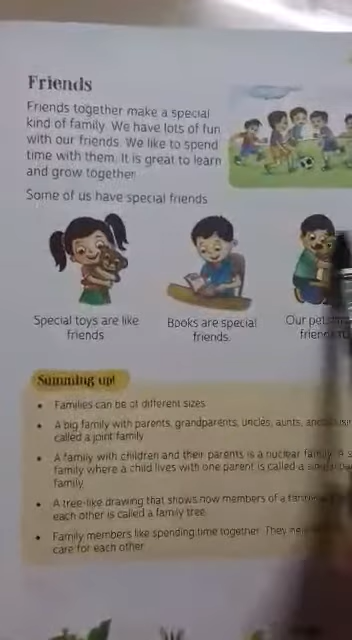 Friends
Friends together make a special
kind of family. We have lots of fun
with our friends. We like to spend
time with them. It is great to learn
and grow together.
Some of us have special friends
Special toys are like
friends
Books are special
friends.
Our pet
friend
Summing up!
• Families can be of different sizes
• A big family with parents, grandparents, uncles, aunts, and
called a joint family
• A family with children and their parents is a nuclear family. A
family where a child lives with one parent is called a
family.
• A tree-like drawing that shows how members of a
each other is called a family tree.
• Family members like spending time together. They
care for each other